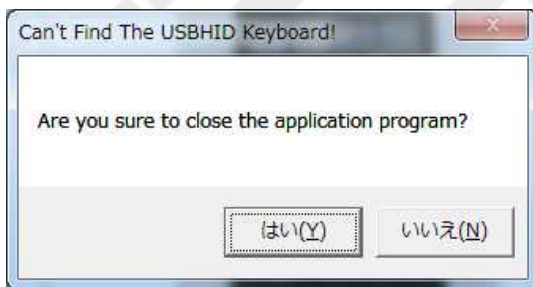 Can't Find The USBHID Keyboard!
Are you sure to close the application program?
はい(Y)
いいえ(N)